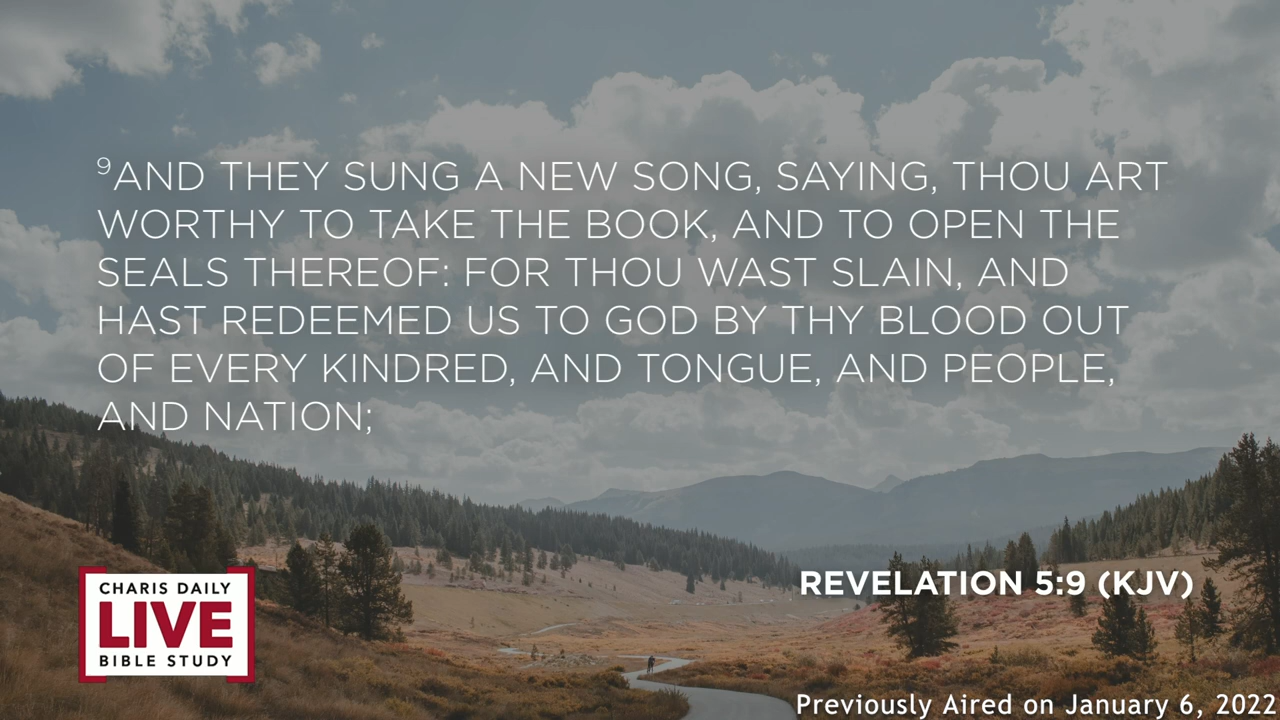 ⁹AND THEY SUNG A NEW SONG, SAYING, THOU ART
WORTHY TO TAKE THE BOOK, AND TO OPEN THE
SEALS THEREOF: FOR THOU WAST SLAIN, AND
HAST REDEEMED US TO GOD BY THY BLOOD OUT
OF EVERY KINDRED, AND TONGUE, AND PEOPLE,
AND NATION;
REVELATION 5:9 (KJV)
CHARIS DAILY
LIVE
BIBLE STUDY
Previously Aired on January 6, 2022